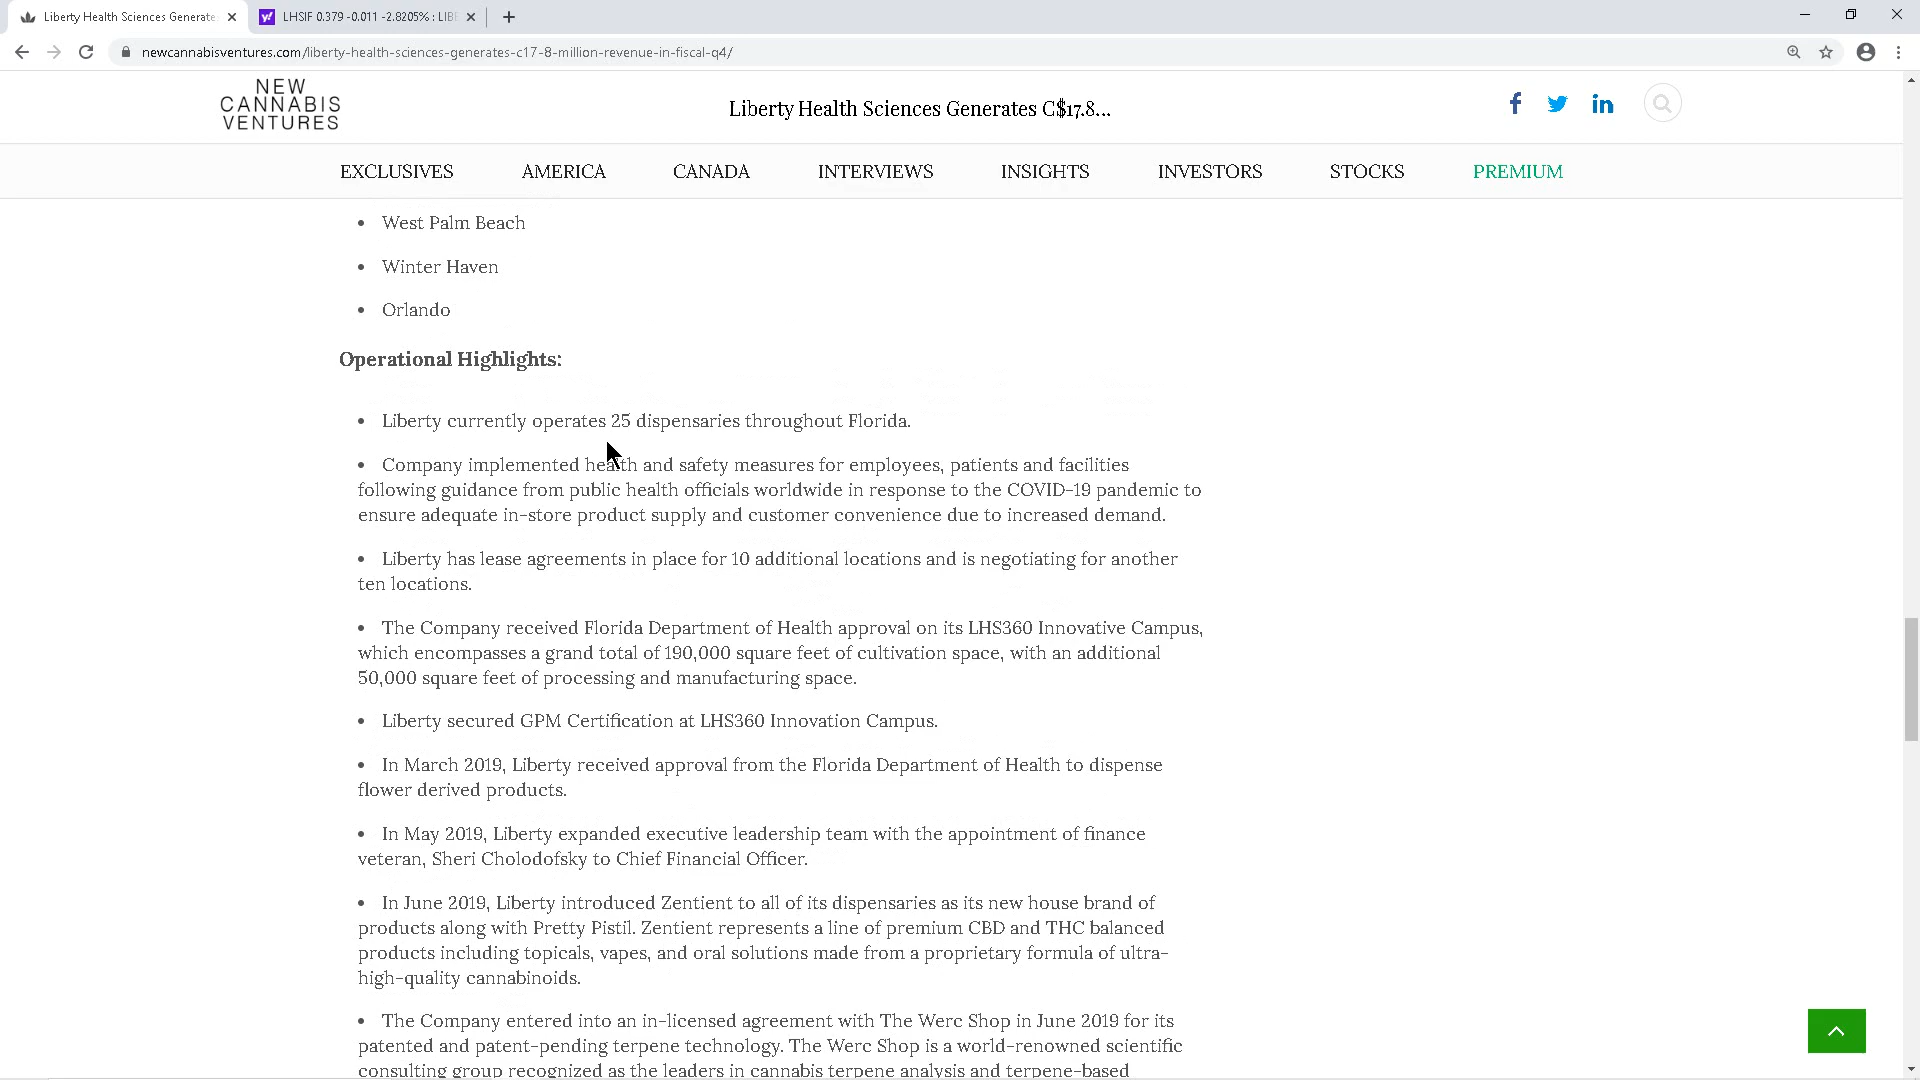 Liberty Health Sciences Generate
LHSIF 0.379 -0.011 -2.8205% : LIBE
newcannabisventures.com/liberty-health-sciences-generates-c17-8-million-revenue-in-fiscal-q4/
NEW
CANNABIS
VENTURES
Liberty Health Sciences Generates C$17.8...
EXCLUSIVES AMERICA CANADA INTERVIEWS INSIGHTS INVESTORS STOCKS PREMIUM
• West Palm Beach
• Winter Haven
• Orlando
Operational Highlights:
• Liberty currently operates 25 dispensaries throughout Florida.
• Company implemented health and safety measures for employees, patients and facilities
following guidance from public health officials worldwide in response to the COVID-19 pandemic to
ensure adequate in-store product supply and customer convenience due to increased demand.
• Liberty has lease agreements in place for 10 additional locations and is negotiating for another
ten locations.
• The Company received Florida Department of Health approval on its LHS360 Innovative Campus,
which encompasses a grand total of 190,000 square feet of cultivation space, with an additional
50,000 square feet of processing and manufacturing space.
• Liberty secured GPM Certification at LHS360 Innovation Campus.
• In March 2019, Liberty received approval from the Florida Department of Health to dispense
flower derived products.
• In May 2019, Liberty expanded executive leadership team with the appointment of finance
veteran, Sheri Cholodofsky to Chief Financial Officer.
• In June 2019, Liberty introduced Zentient to all of its dispensaries as its new house brand of
products along with Pretty Pistil. Zentient represents a line of premium CBD and THC balanced
products including topicals, vapes, and oral solutions made from a proprietary formula of ultra-
high-quality cannabinoids.
• The Company entered into an in-licensed agreement with The Werc Shop in June 2019 for its
patented and patent-pending terpene technology. The Werc Shop is a world-renowned scientific
consulting group recognized as the leaders in cannabis terpene analysis and terpene-based